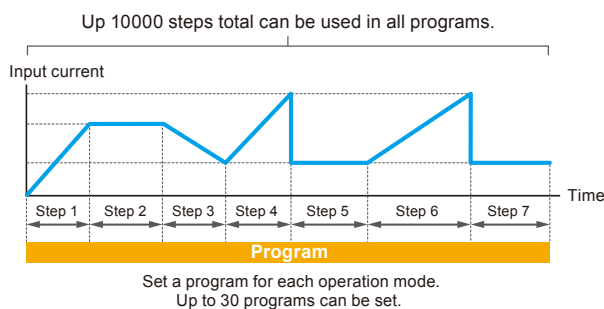 Up 10000 steps total can be used in all programs.
Input current
Time
Step 1 Step 2 Step 3 Step 4 Step 5 Step 6 Step 7
Program
Set a program for each operation mode.
Up to 30 programs can be set.